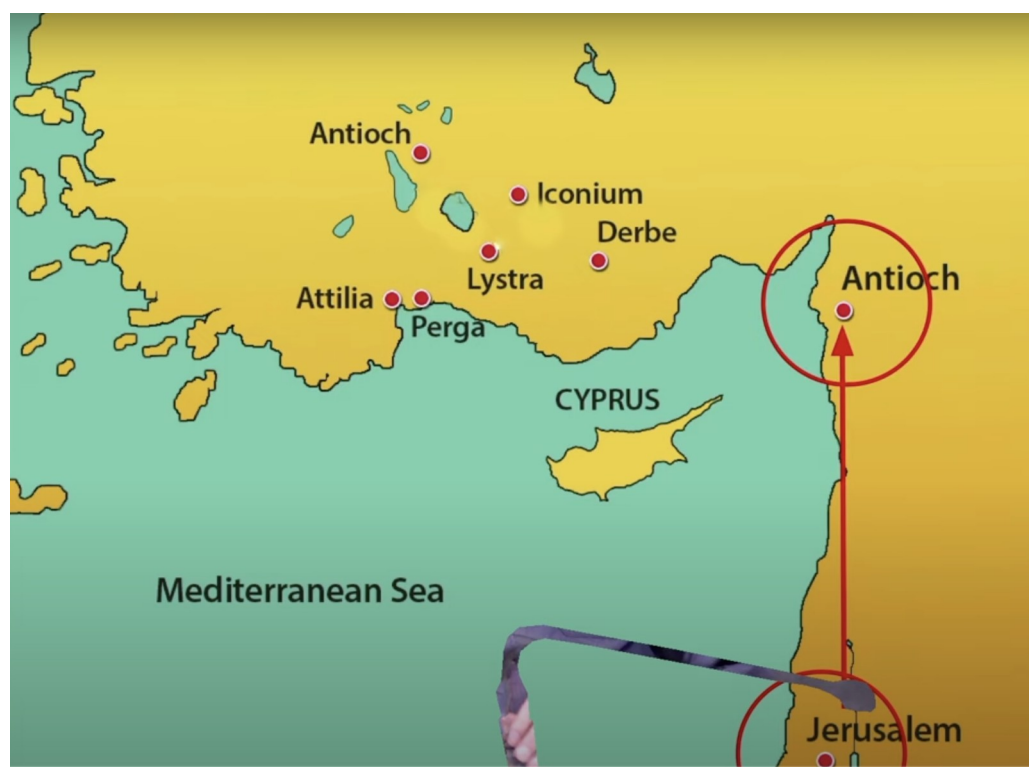 Antioch
Iconium
Derbe
Lystra
Antioch
Attilia
Perga
CYPRUS
Mediterranean Sea
Jerusalem